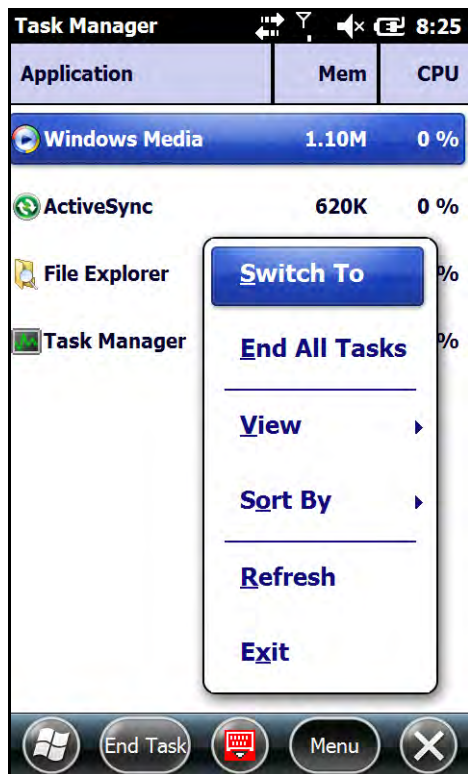 Task Manager 8:25
Application Mem CPU
Windows Media 1.10M 0 %
ActiveSync 620K 0 %
File Explorer %
Task Manager %
Switch To
End All Tasks
View
Sort By
Refresh
Exit
End Task Menu